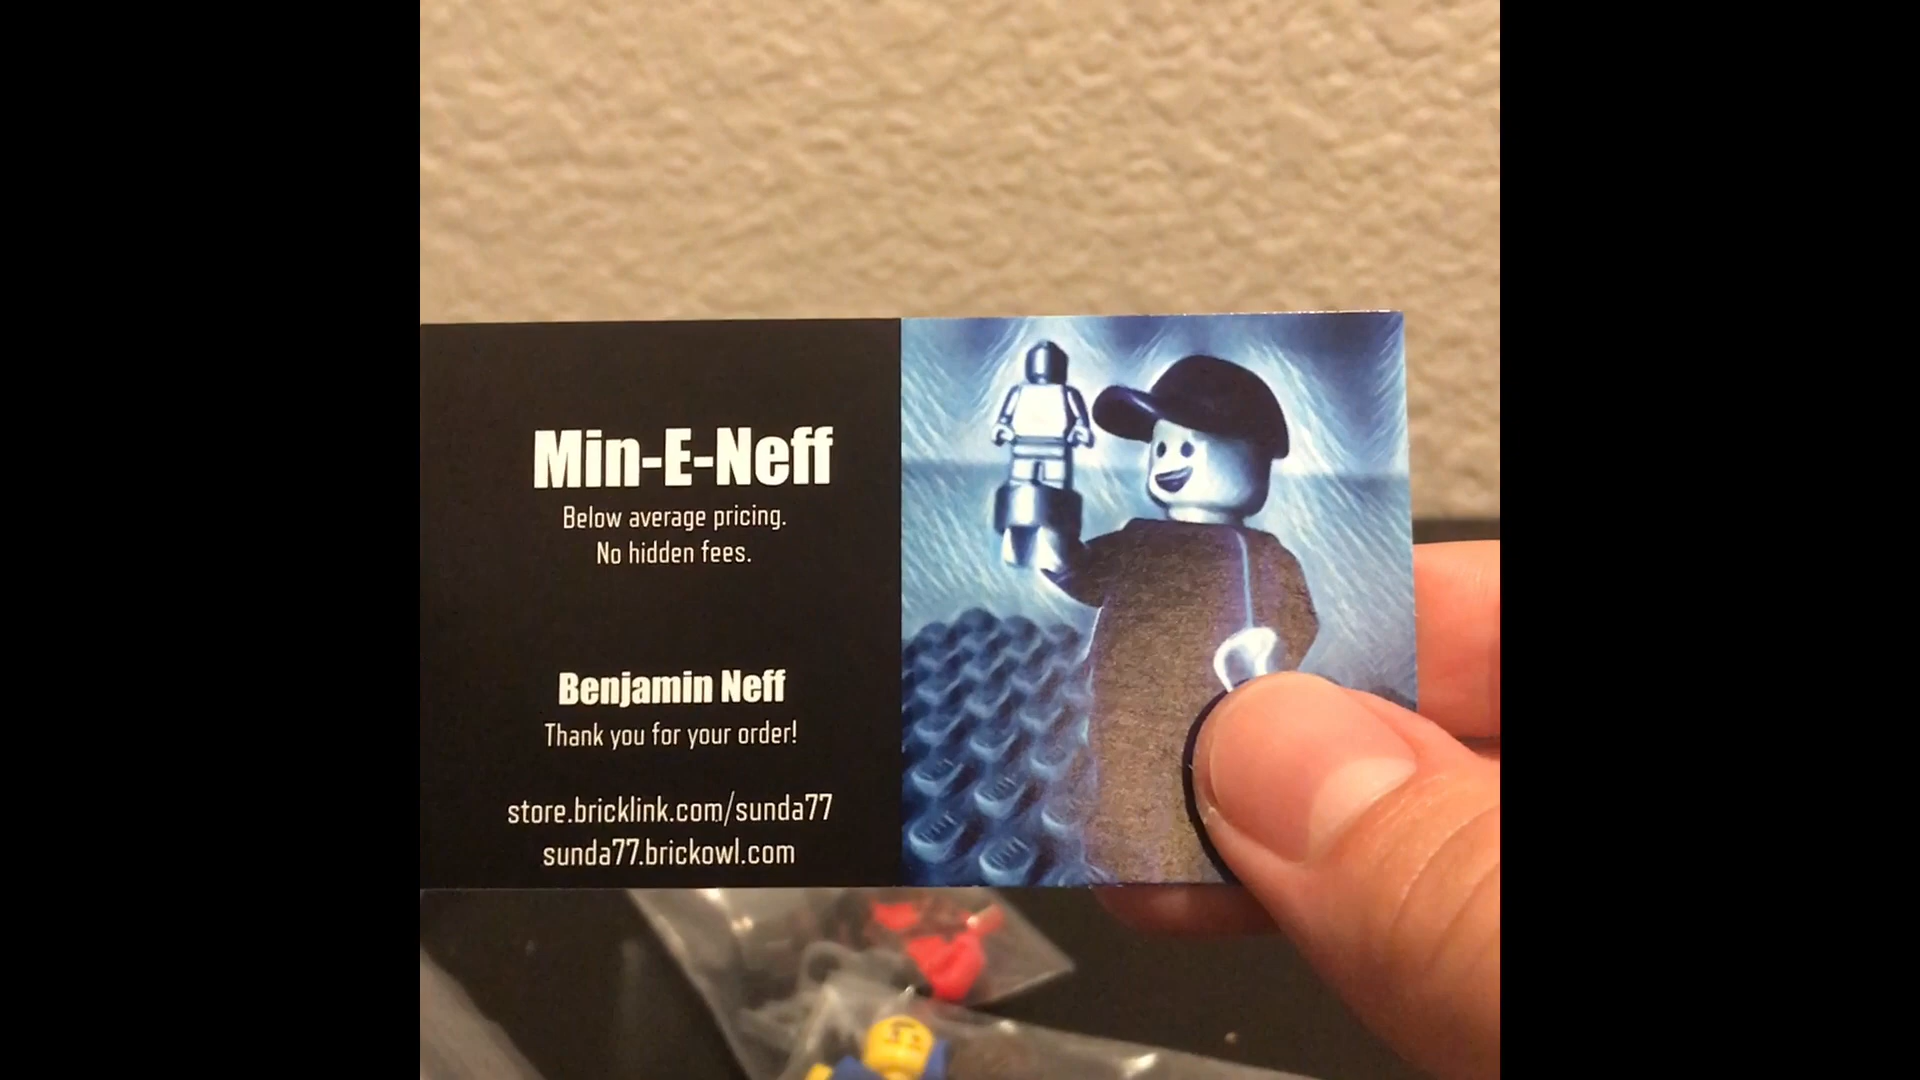 Min-E-Neff
Below average pricing.
No hidden fees.
Benjamin Neff
Thank you for your order!
store.bricklink.com/sunda77
sunda77.brickowl.com